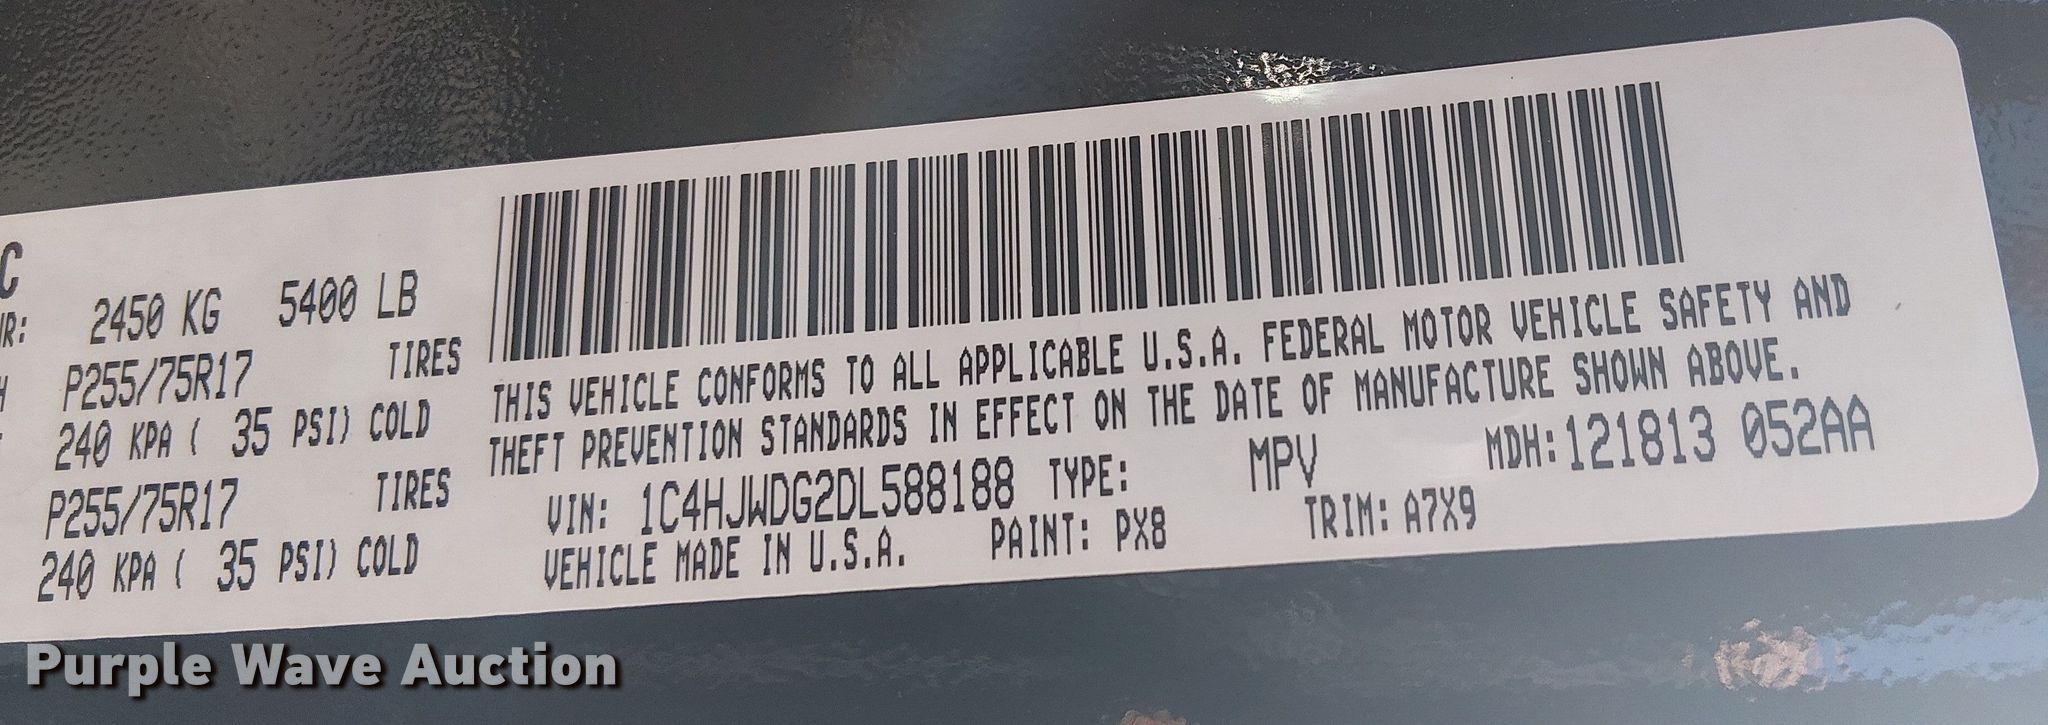 C
WR: 2450 KG 5400 LB
H P255/75R17 TIRES
240 KPA ( 35 PSI) COLD
P255/75R17 TIRES
240 KPA ( 35 PSI) COLD
THIS VEHICLE CONFORMS TO ALL APPLICABLE U.S.A. FEDERAL MOTOR VEHICLE SAFETY AND
THEFT PREVENTION STANDARDS IN EFFECT ON THE DATE OF MANUFACTURE SHOWN ABOVE.
VIN: 1C4HJWDG2DL588188 TYPE: MPV MDH: 121813 052AA
VEHICLE MADE IN U.S.A. PAINT: PX8 TRIM: A7X9
Purple Wave Auction